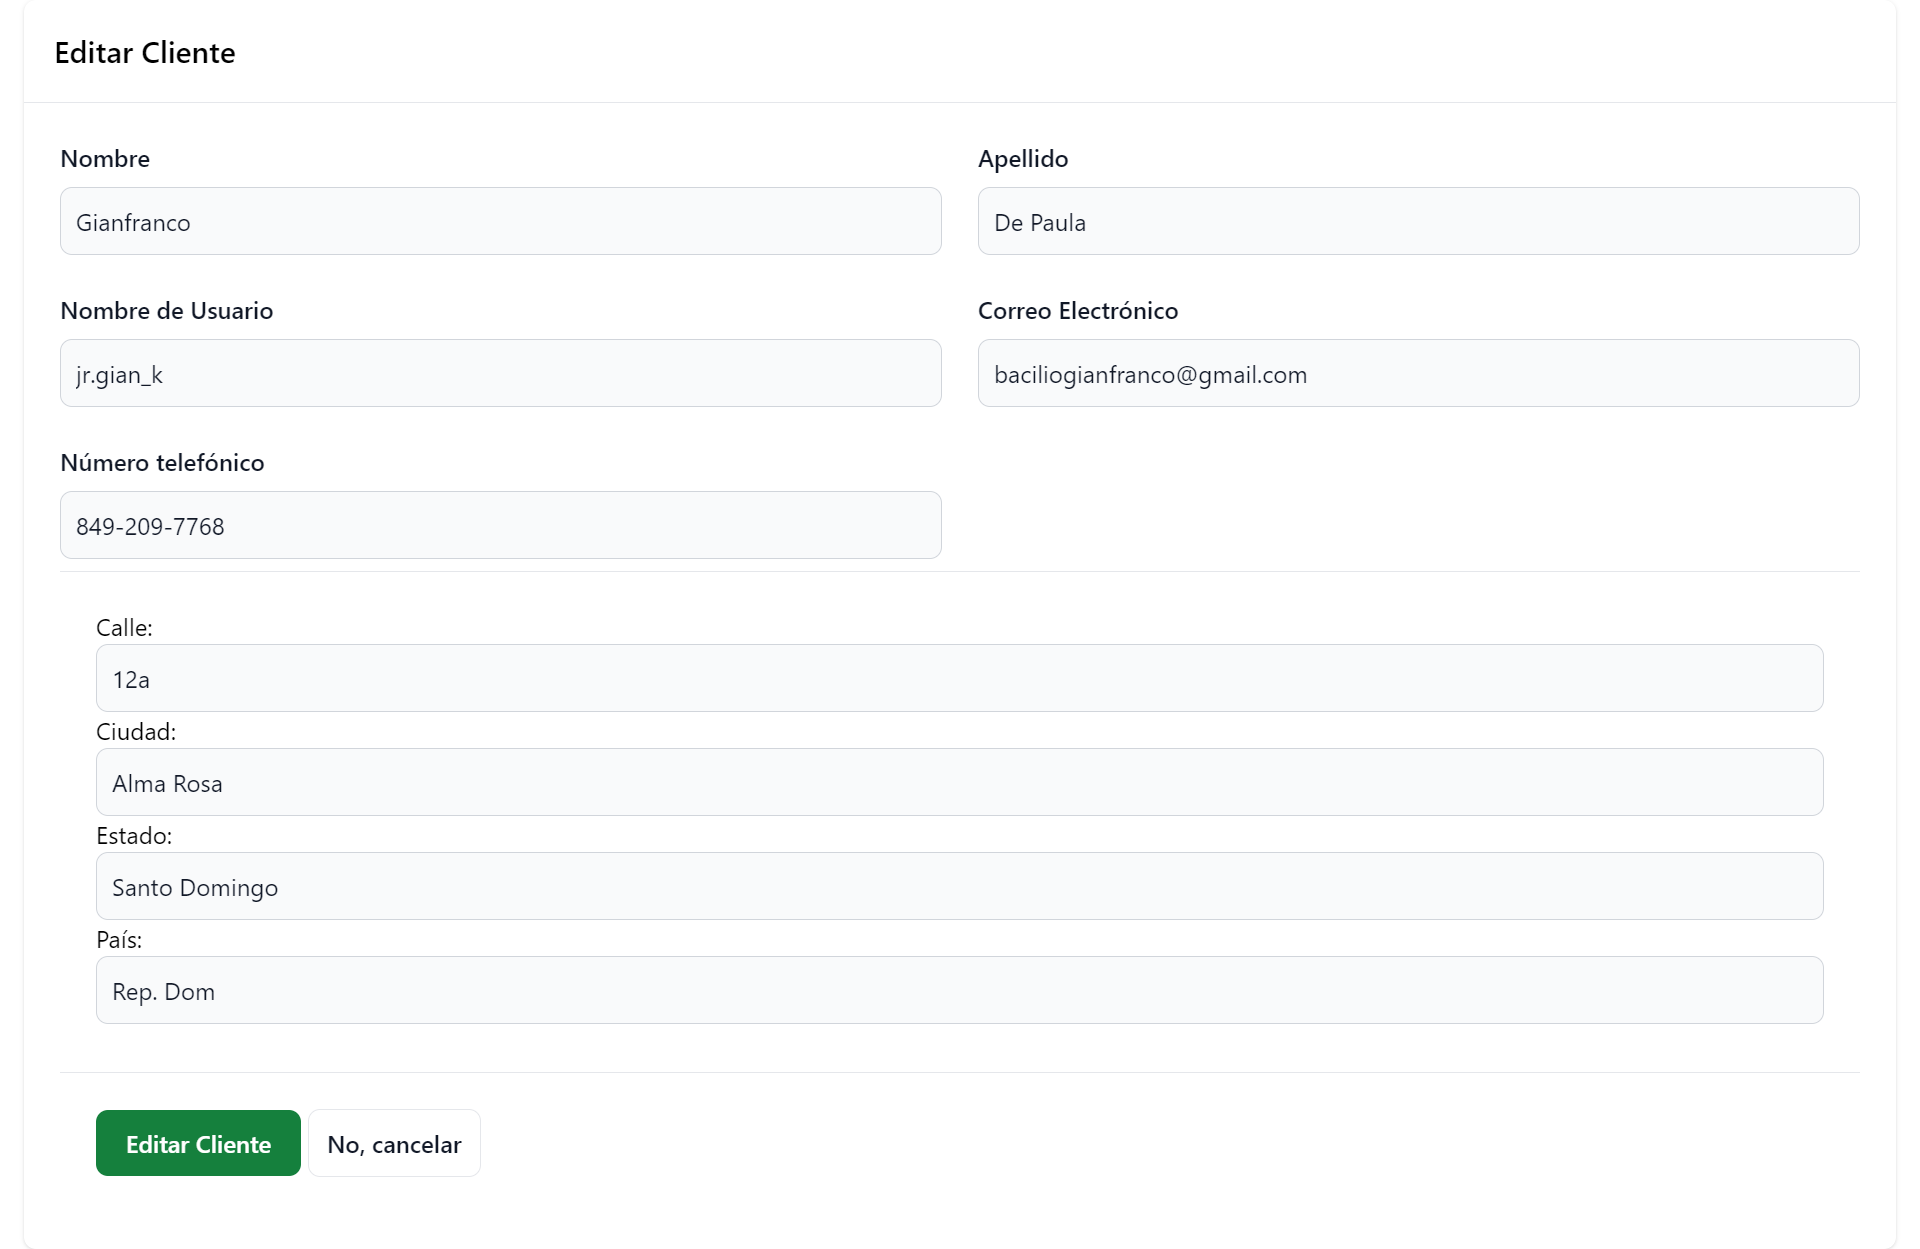 Editar Cliente
Nombre
Apellido
Gianfranco
De Paula
Nombre de Usuario
Correo Electrónico
jr.gian_k
baciliogianfranco@gmail.com
Número telefónico
849-209-7768
Calle:
12a
Ciudad:
Alma Rosa
Estado:
Santo Domingo
País:
Rep. Dom
Editar Cliente
No, cancelar